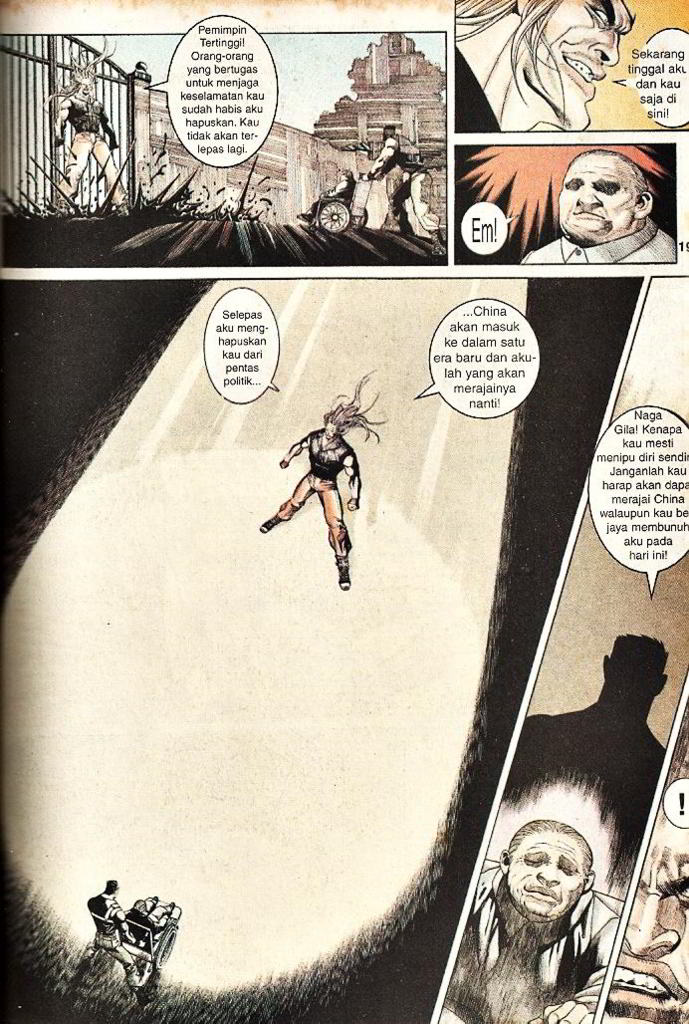 Pemimpin
Tertinggi!
Orang-orang
yang bertugas
untuk menjaga
keselamatan kau
sudah habis aku
hapuskan. Kau
tidak akan ter-
lepas lagi.
Sekarang
tinggal aku
dan kau
saja di
sini!
Em!
19
Selepas
aku meng-
hapuskan
kau dari
pentas
politik...
...China
akan masuk
ke dalam satu
era baru dan aku-
lah yang akan
merajainya
nanti!
Naga
Gila! Kenapa
kau mesti
menipu diri sendir
Janganlah kau
harap akan dapa
merajai China
walaupun kau be
jaya membunuh
aku pada
hari ini!
!